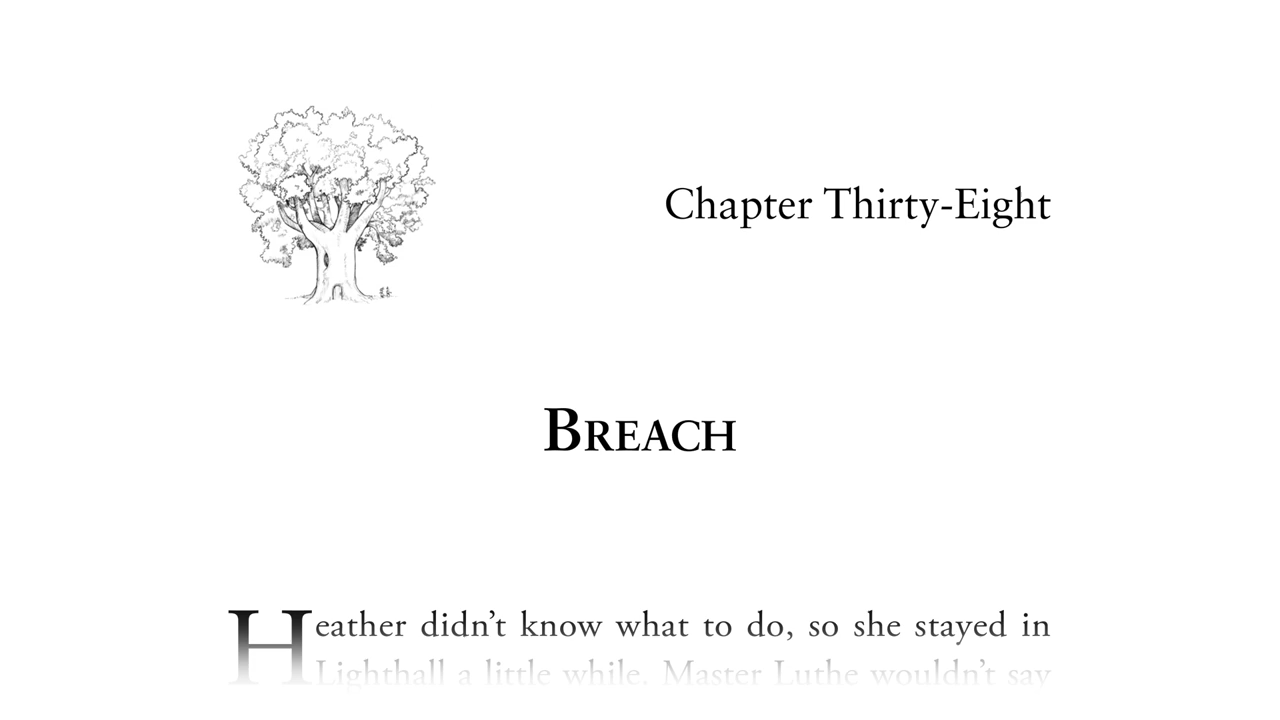 Chapter Thirty-Eight
BREACH
Heather didn’t know what to do, so she stayed in
Lighthall a little while. Master Luthe wouldn’t say